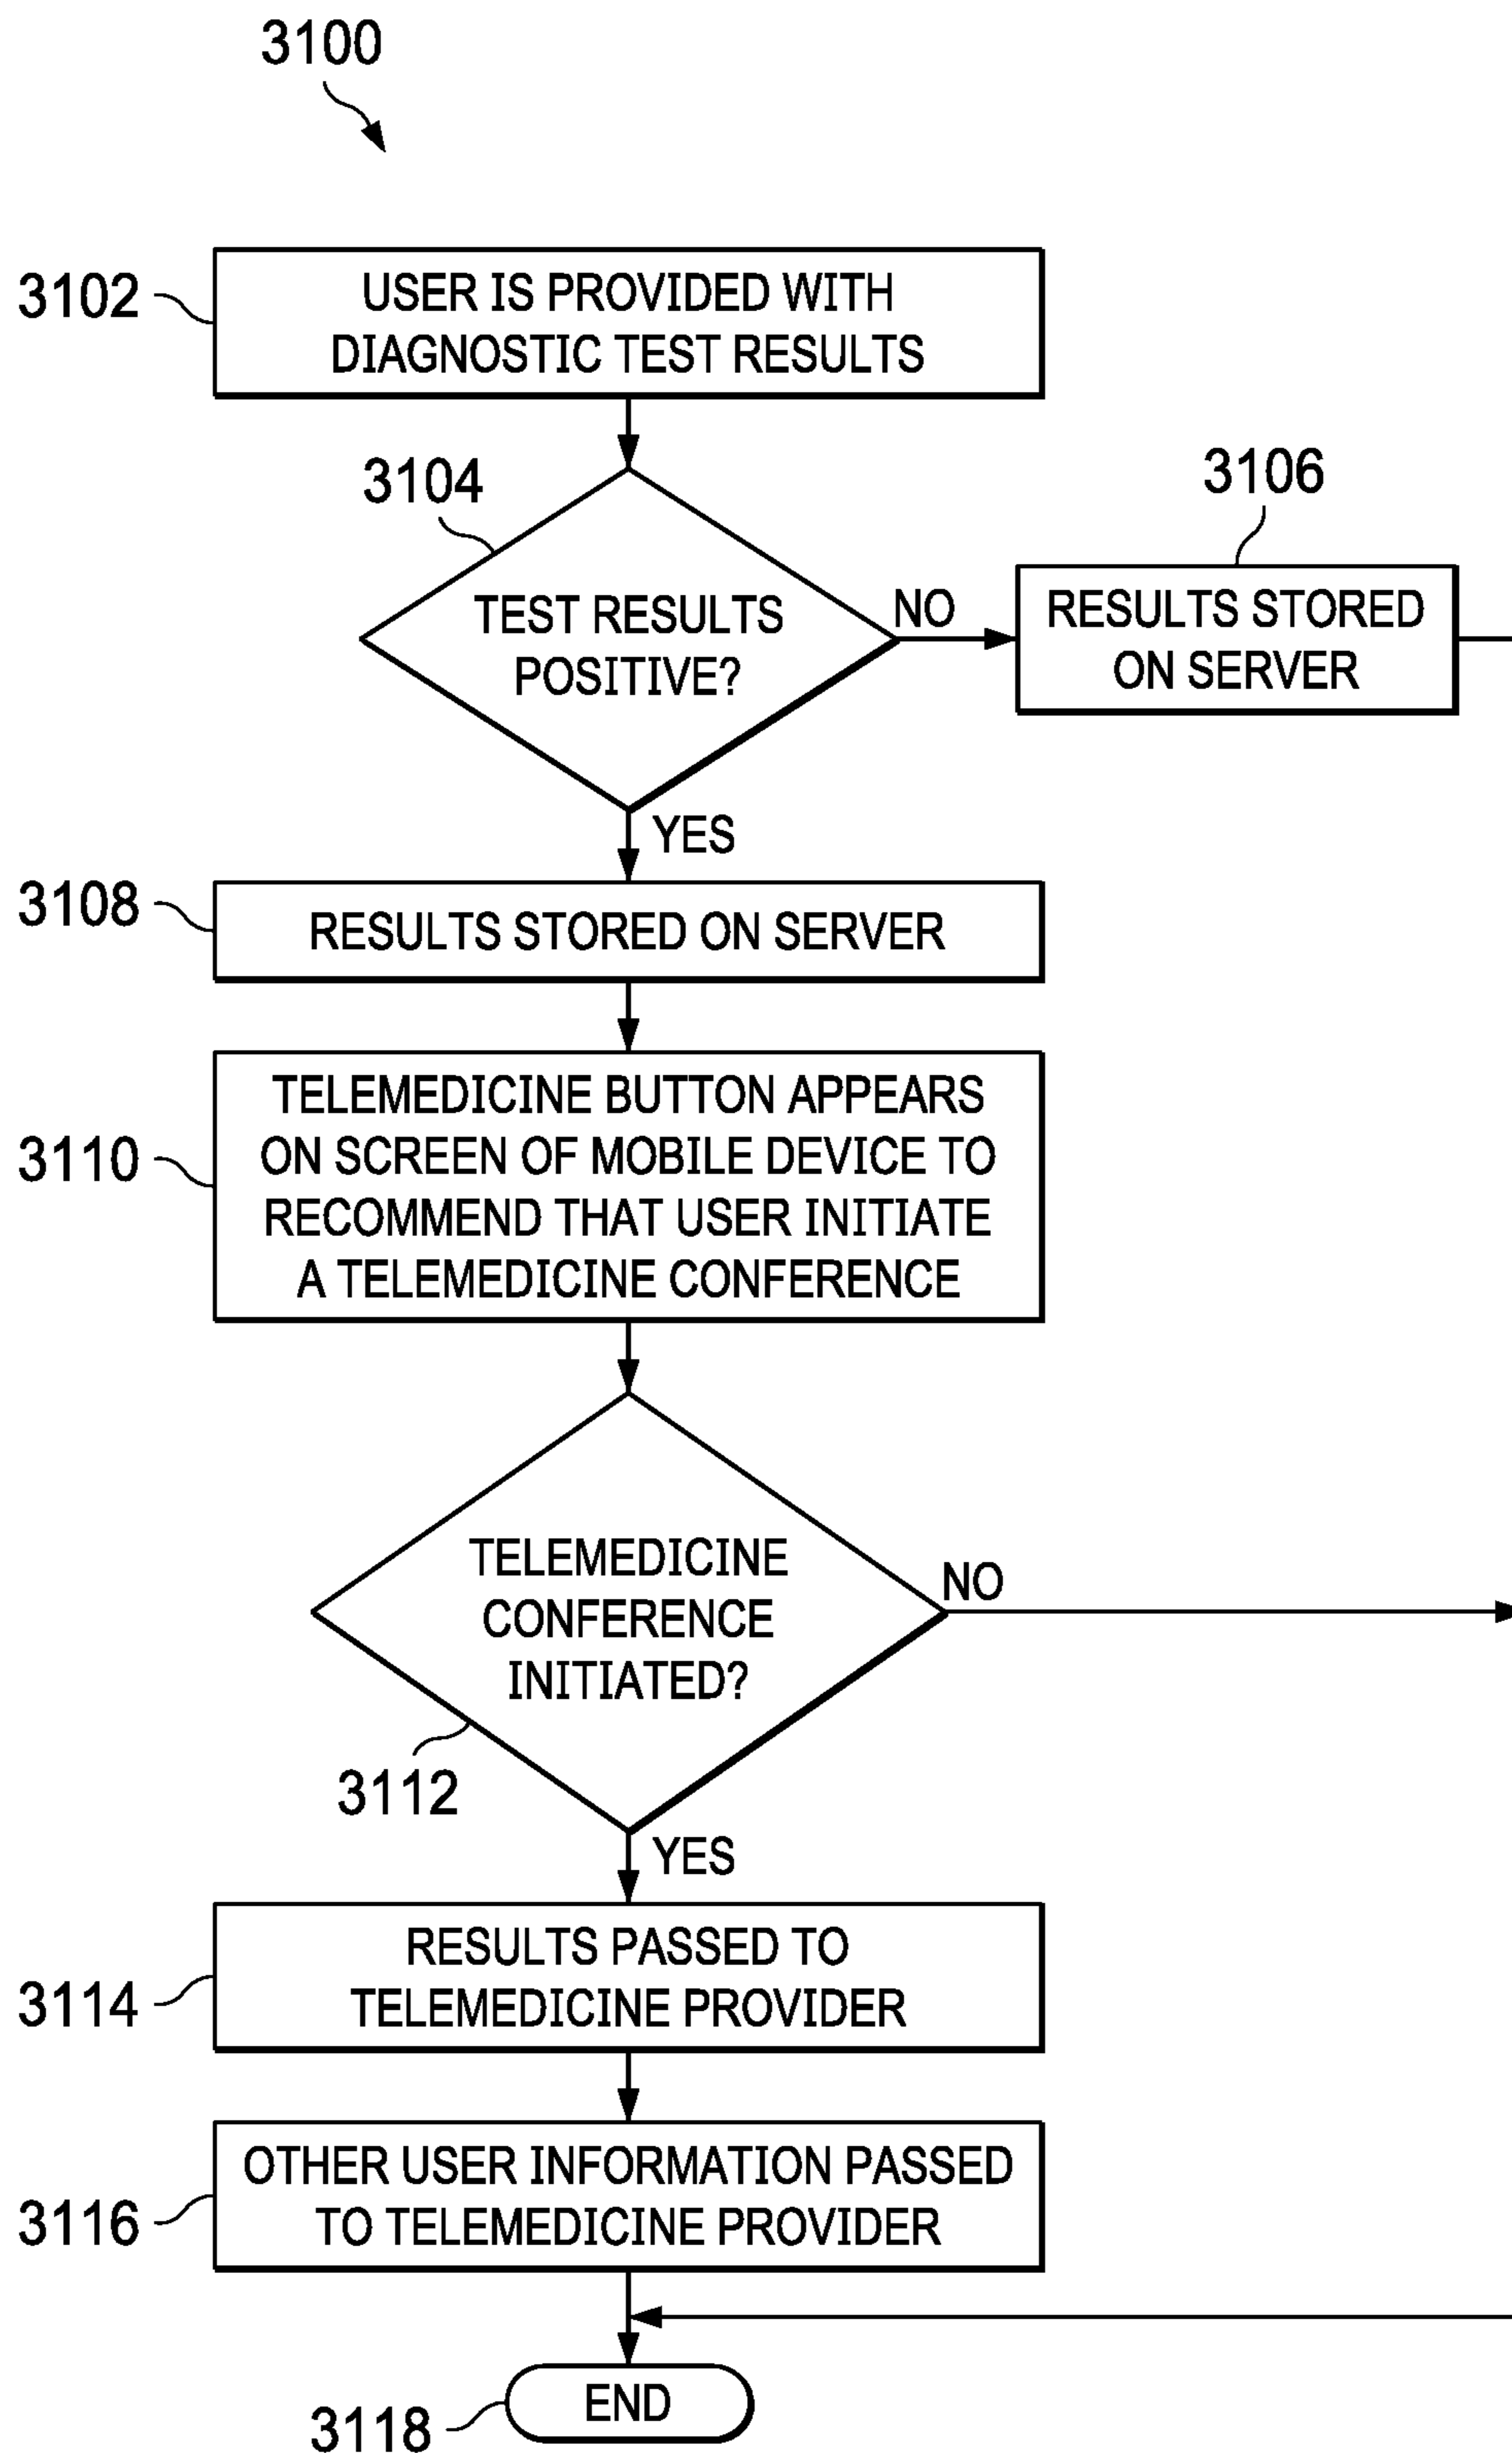 3100
3102
USER IS PROVIDED WITH
DIAGNOSTIC TEST RESULTS
3104
3106
TEST RESULTS
POSITIVE?
NO
RESULTS STORED
ON SERVER
YES
3108
RESULTS STORED ON SERVER
3110
TELEMEDICINE BUTTON APPEARS
ON SCREEN OF MOBILE DEVICE TO
RECOMMEND THAT USER INITIATE
A TELEMEDICINE CONFERENCE
TELEMEDICINE
CONFERENCE
INITIATED?
NO
3112
YES
3114
RESULTS PASSED TO
TELEMEDICINE PROVIDER
3116
OTHER USER INFORMATION PASSED
TO TELEMEDICINE PROVIDER
3118
END